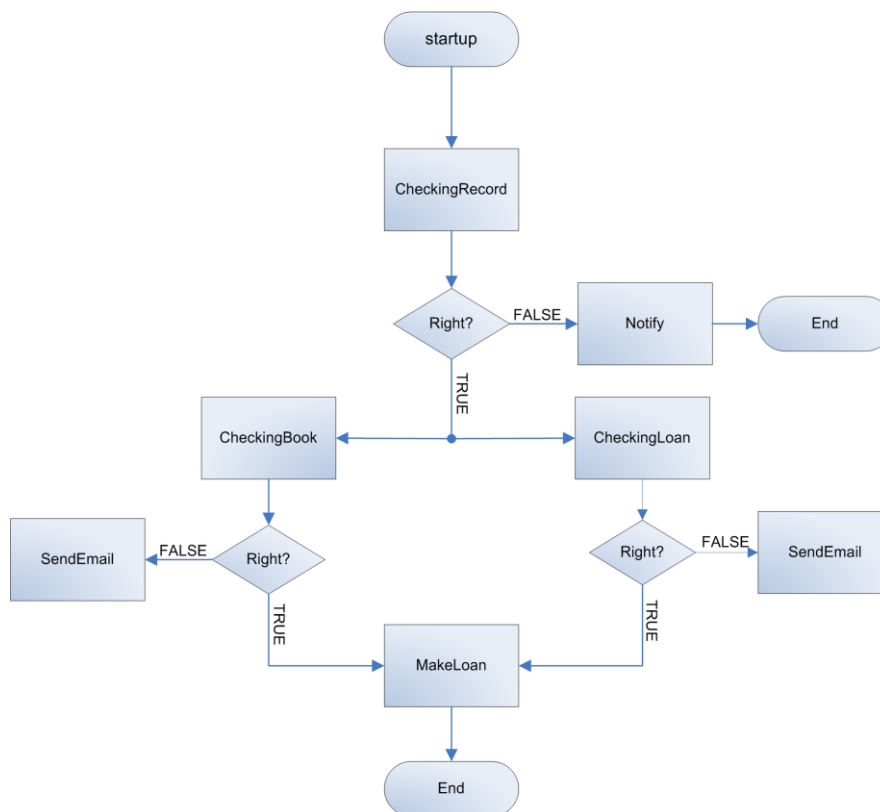 startup
CheckingRecord
Right?
FALSE
Notify
End
TRUE
CheckingBook
CheckingLoan
SendEmail
FALSE
Right?
Right?
FALSE
SendEmail
TRUE
TRUE
MakeLoan
End